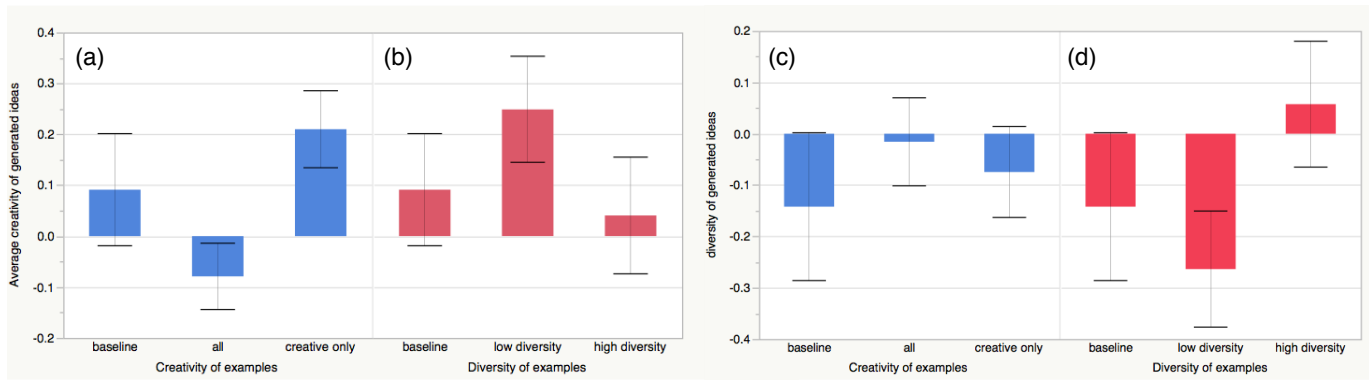 (a)
(b)
Average creativity of generated ideas
0.4
0.3
0.2
0.1
0.0
-0.1
-0.2
baseline all creative only baseline low diversity high diversity
Creativity of examples Diversity of examples
(c)
(d)
diversity of generated ideas
0.2
0.1
0.0
-0.1
-0.2
-0.3
-0.4
baseline all creative only baseline low diversity high diversity
Creativity of examples Diversity of examples